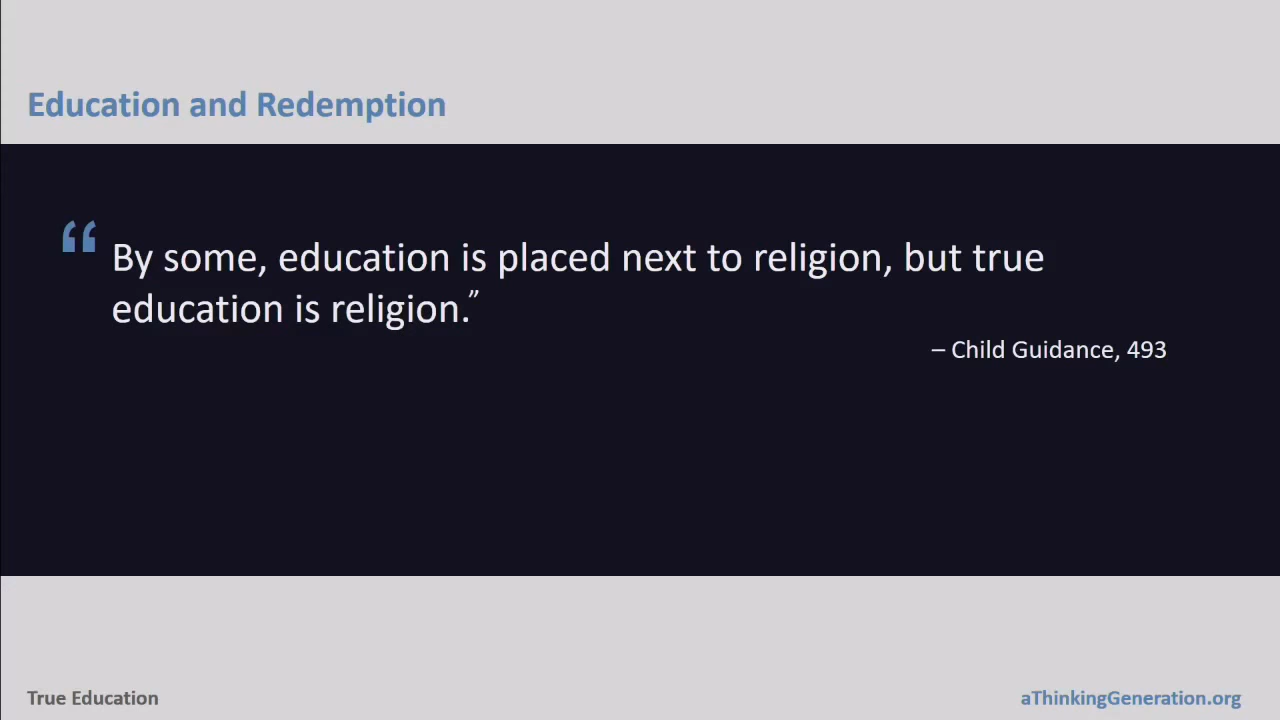 Education and Redemption
“ By some, education is placed next to religion, but true
education is religion.”
– Child Guidance, 493
True Education
aThinkingGeneration.org